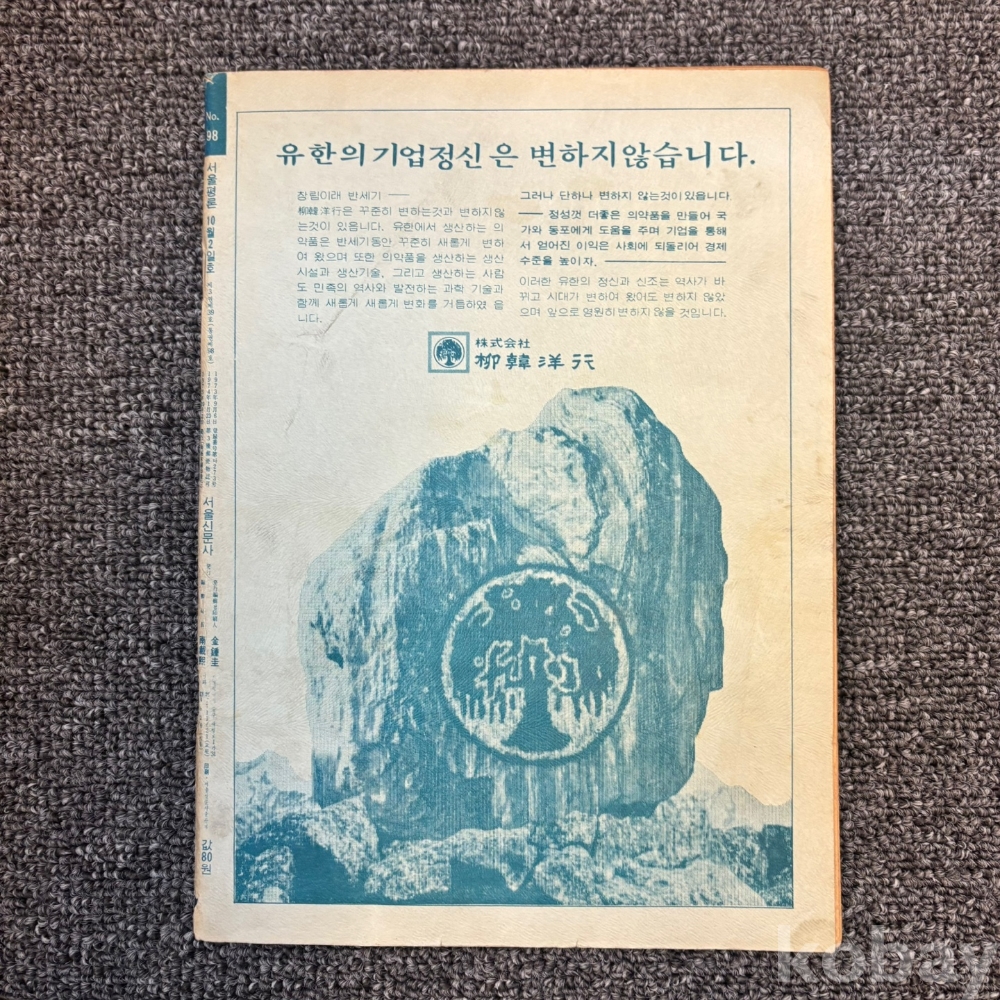 유한의 기업정신은 변하지않습니다.
창립이래 반세기 ——
柳韓洋行은 꾸준히 변하는것과 변하지않
는것이 있읍니다. 유한에서 생산하는 의
약품은 반세기동안 꾸준히 새롭게 변하
여 왔으며 또한 의약품을 생산하는 생산
시설과 생산기술, 그리고 생산하는 사람
도 민족의 역사와 발전하는 과학 기술과
함께 새롭게 새롭게 변화를 거듭하였 읍
니다.
그러나 단하나 변하지 않는것이있읍니다
—— 정성껏 더좋은 의약품을 만들어 국
가와 동포에게 도움을 주며 기업을 통해
서 얻어진 이익은 사회에 되돌리어 경제
수준을 높이자. ——
이러한 유한의 정신과 신조는 역사가 바
뀌고 시대가 변하여 왔어도 변하지 않았
으며 앞으로 영원히변하지 않을 것입니다.
株式会社
柳韓洋行
No.
98
서울평론 10월2일호
서울신문사
金鍾圭
값80원
kobay